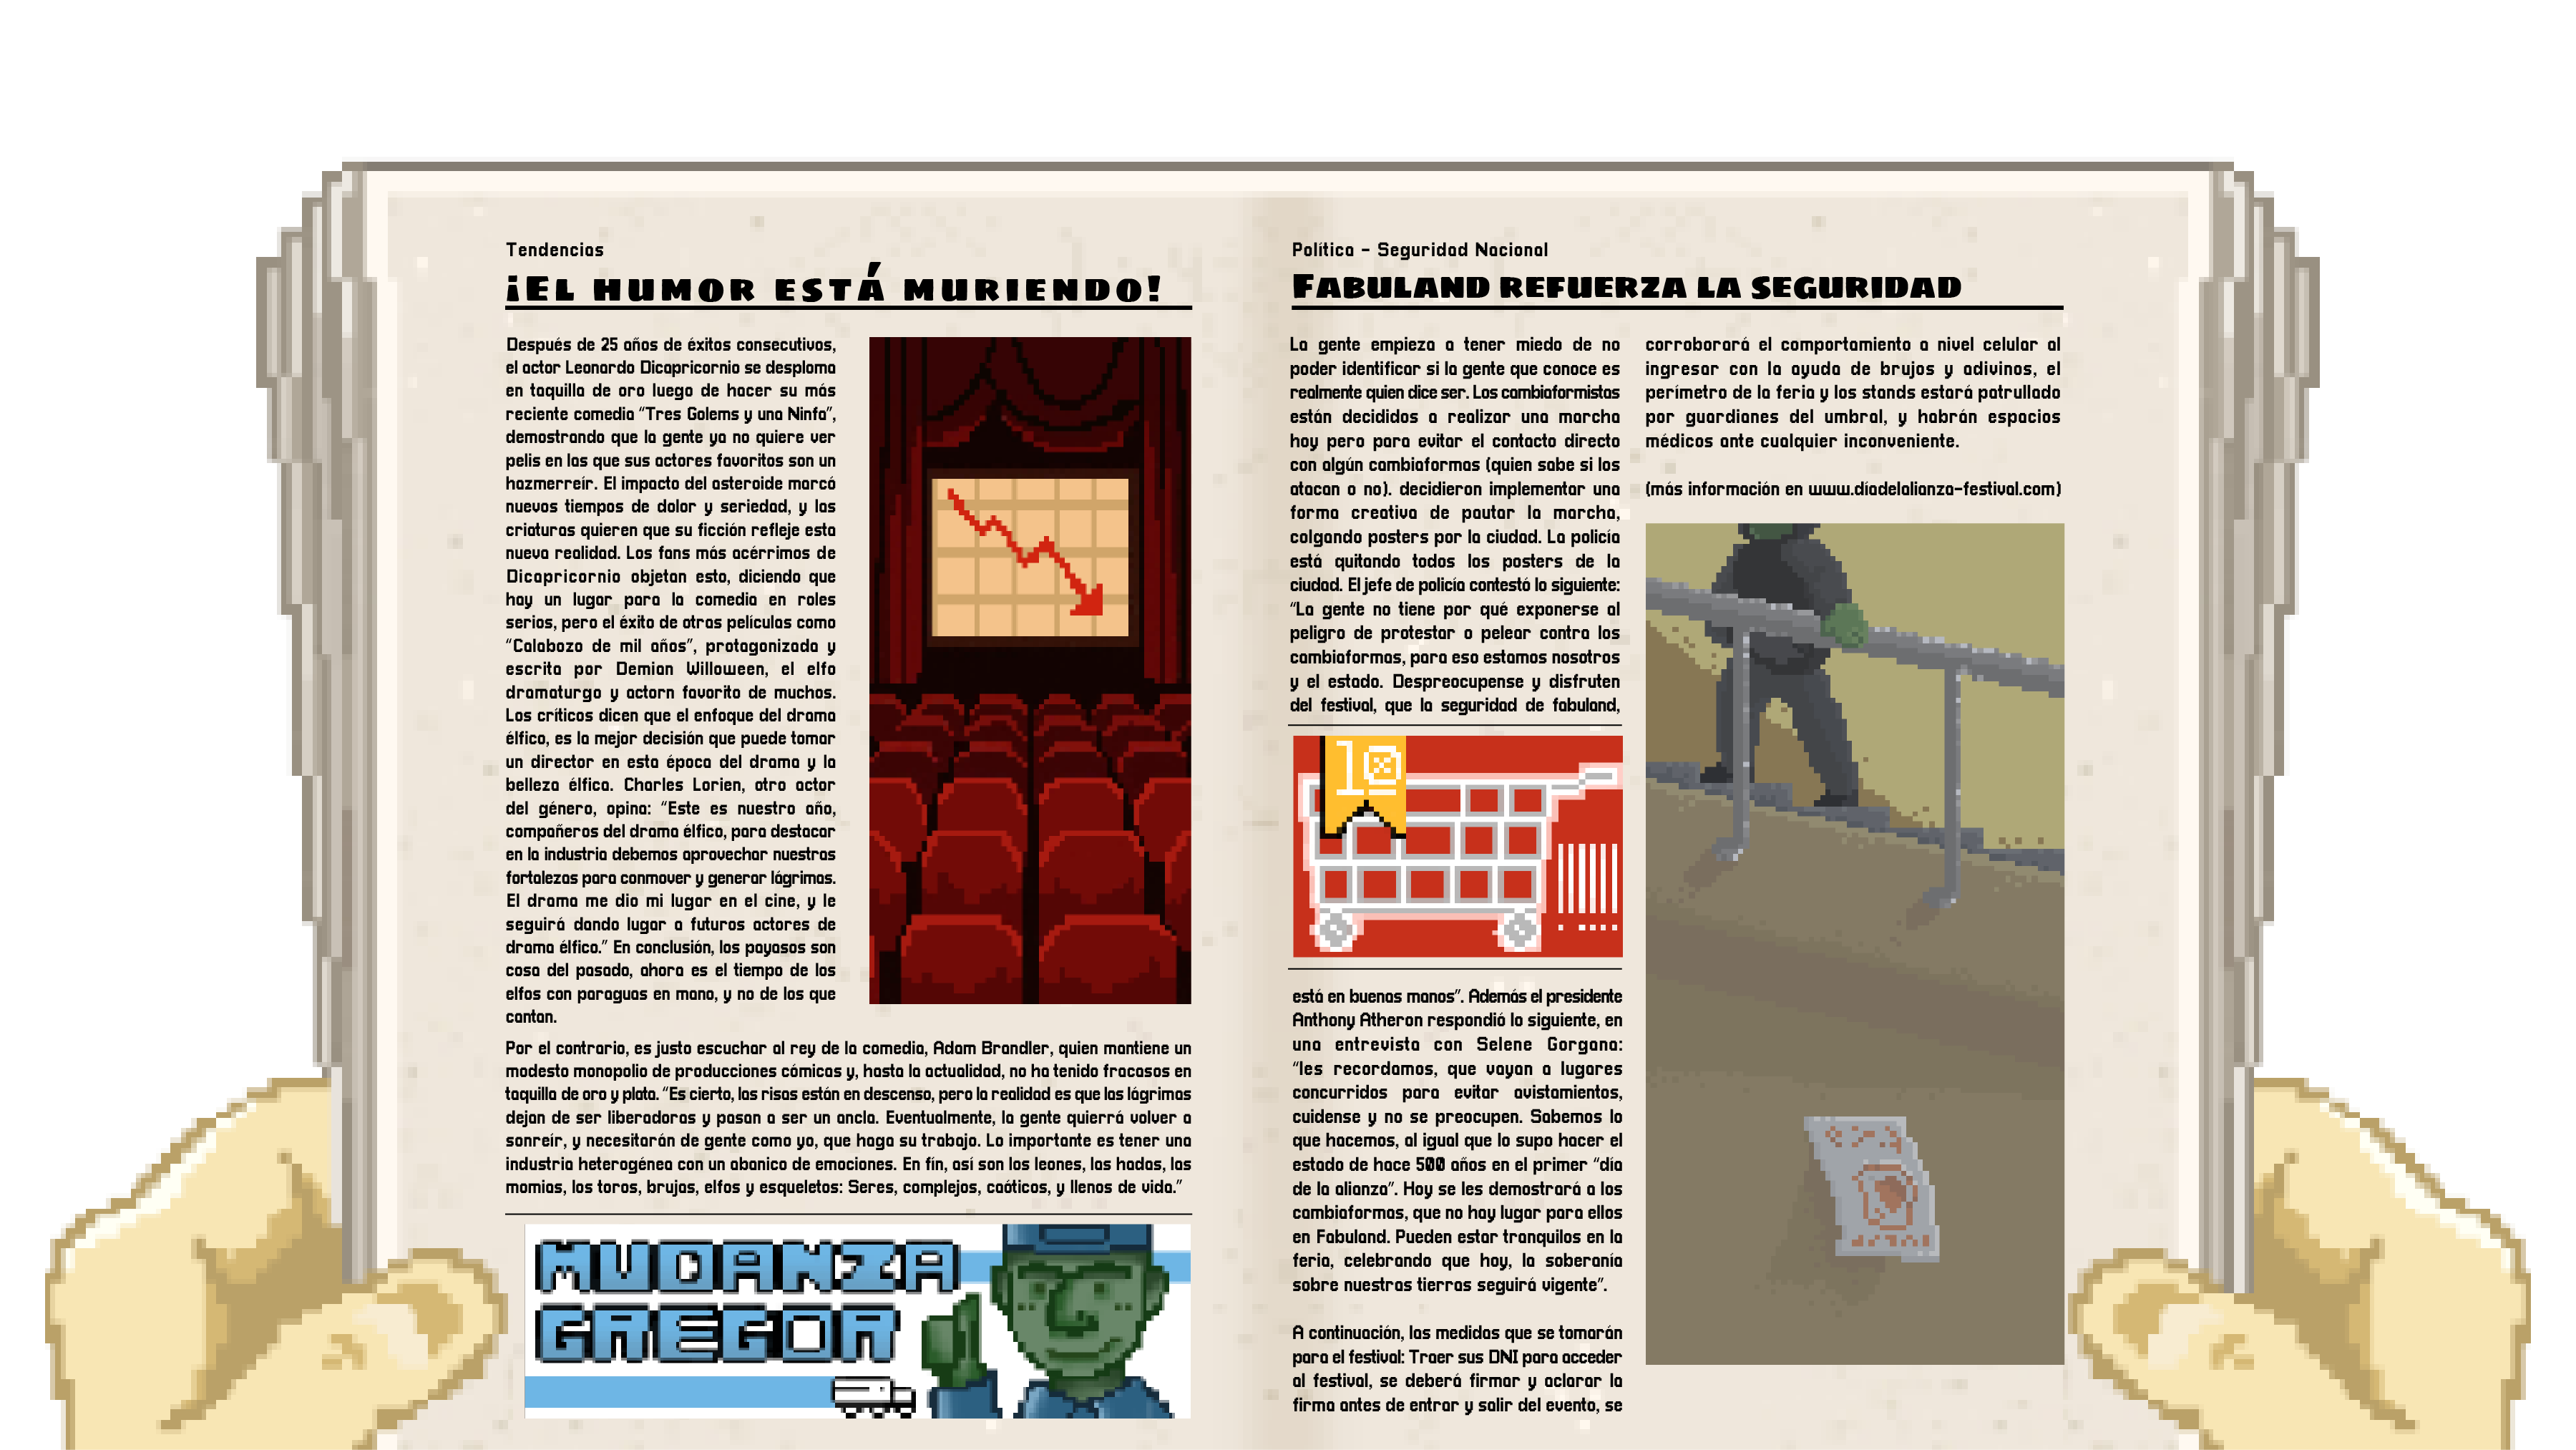 Tendencias
¡El humor está muriendo!
Después de 25 años de éxitos consecutivos,
el actor Leonardo Dicapricornio se desploma
en taquilla de oro luego de hacer su más
reciente comedia "Tres Golems y una Ninfa",
demostrando que la gente ya no quiere ver
pelis en las que sus actores favoritos son un
hazmerreír. El impacto del asteroide marcó
nuevos tiempos de dolor y seriedad, y las
criaturas quieren que su ficción refleje esta
nueva realidad. Los fans más acérrimos de
Dicapricornio objetan esto, diciendo que
hay un lugar para la comedia en roles
serios, pero el éxito de otras películas como
"Calabozo de mil años", protagonizada y
escrita por Demian Willoween, el elfo
dramaturgo y actorn favorito de muchos.
Los críticos dicen que el enfoque del drama
élfico, es la mejor decisión que puede tomar
un director en esta época del drama y la
belleza élfica. Charles Lorien, otro actor
del género, opina: "Este es nuestro año,
compañeros del drama élfico, para destacar
en la industria debemos aprovechar nuestras
fortalezas para conmover y generar lágrimas.
El drama me dio mi lugar en el cine, y le
seguirá dando lugar a futuros actores de
drama élfico." En conclusión, los payasos son
cosa del pasado, ahora es el tiempo de los
elfos con paraguas en mano, y no de los que
cantan.
Por el contrario, es justo escuchar al rey de la comedia, Adam Brandler, quien mantiene un
modesto monopolio de producciones cómicas y, hasta la actualidad, no ha tenido fracasos en
taquilla de oro y plata. "Es cierto, las risas están en descenso, pero la realidad es que las lágrimas
dejan de ser liberadoras y pasan a ser un ancla. Eventualmente, la gente quierrá volver a
sonreír, y necesitarán de gente como yo, que haga su trabajo. Lo importante es tener una
industria heterogénea con un abanico de emociones. En fín, así son los leones, las hadas, las
momias, los toros, brujas, elfos y esqueletos: Seres, complejos, caóticos, y llenos de vida."
MUDANZA
GREGOR
Política - Seguridad Nacional
Fabuland refuerza la seguridad
La gente empieza a tener miedo de no
poder identificar si la gente que conoce es
realmente quien dice ser. Los cambiaformistas
están decididos a realizar una marcha
hoy pero para evitar el contacto directo
con algún cambiaformas (quien sabe si los
atacan o no). decidieron implementar una
forma creativa de pautar la marcha,
colgando posters por la ciudad. La policía
está quitando todos los posters de la
ciudad. El jefe de policía contestó lo siguiente:
"La gente no tiene por qué exponerse al
peligro de protestar o pelear contra los
cambiaformas, para eso estamos nosotros
y el estado. Despreocupense y disfruten
del festival, que la seguridad de fabuland,
10
está en buenas manos". Además el presidente
Anthony Atheron respondió lo siguiente, en
una entrevista con Selene Gorgana:
"les recordamos, que vayan a lugares
concurridos para evitar avistamientos,
cuidense y no se preocupen. Sabemos lo
que hacemos, al igual que lo supo hacer el
estado de hace 500 años en el primer "día
de la alianza". Hoy se les demostrará a los
cambiaformas, que no hay lugar para ellos
en Fabuland. Pueden estar tranquilos en la
feria, celebrando que hoy, la soberanía
sobre nuestras tierras seguirá vigente".
A continuación, las medidas que se tomarán
para el festival: Traer sus DNI para acceder
al festival, se deberá firmar y aclarar la
firma antes de entrar y salir del evento, se
corroborará el comportamiento a nivel celular al
ingresar con la ayuda de brujos y adivinos, el
perímetro de la feria y los stands estará patrullado
por guardianes del umbral, y habrán espacios
médicos ante cualquier inconveniente.
(más información en www.díadelalianza-festival.com)